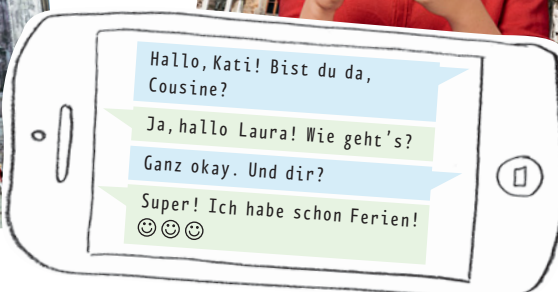 Hallo, Kati! Bist du da,
Cousine?
Ja, hallo Laura! Wie geht's?
Ganz okay. Und dir?
Super! Ich habe schon Ferien!
☺☺☺